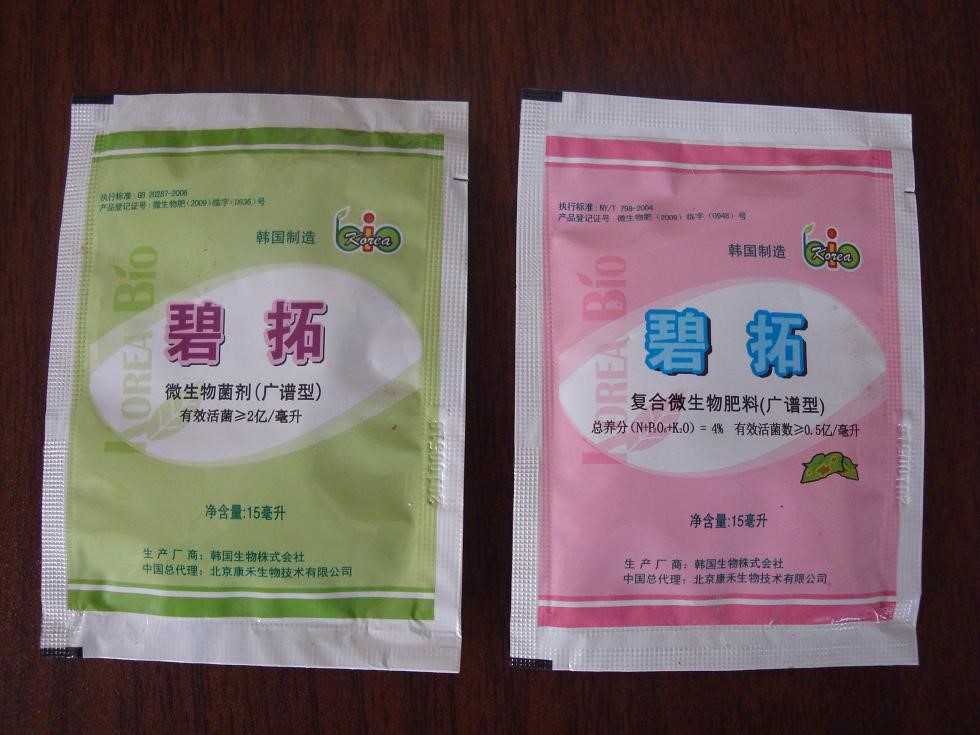 执行标准：GB 20287-2006
产品登记证号：微生物肥(2009)临字(0936)号
韩国制造
bio
Korea
KOREA Bio
碧 拓
微生物菌剂(广谱型)
有效活菌≥2亿/毫升
净含量:15毫升
生产厂商：韩国生物株式会社
中国总代理：北京康禾生物技术有限公司
执行标准：NY/T 798-2004
产品登记证号：微生物肥(2009)临字(0948)号
韩国制造
bio
Korea
KOREA Bio
碧 拓
复合微生物肥料(广谱型)
总养分(N+P₂O₅+K₂O)=4% 有效活菌数≥0.5亿/毫升
净含量:15毫升
生产厂商：韩国生物株式会社
中国总代理：北京康禾生物技术有限公司